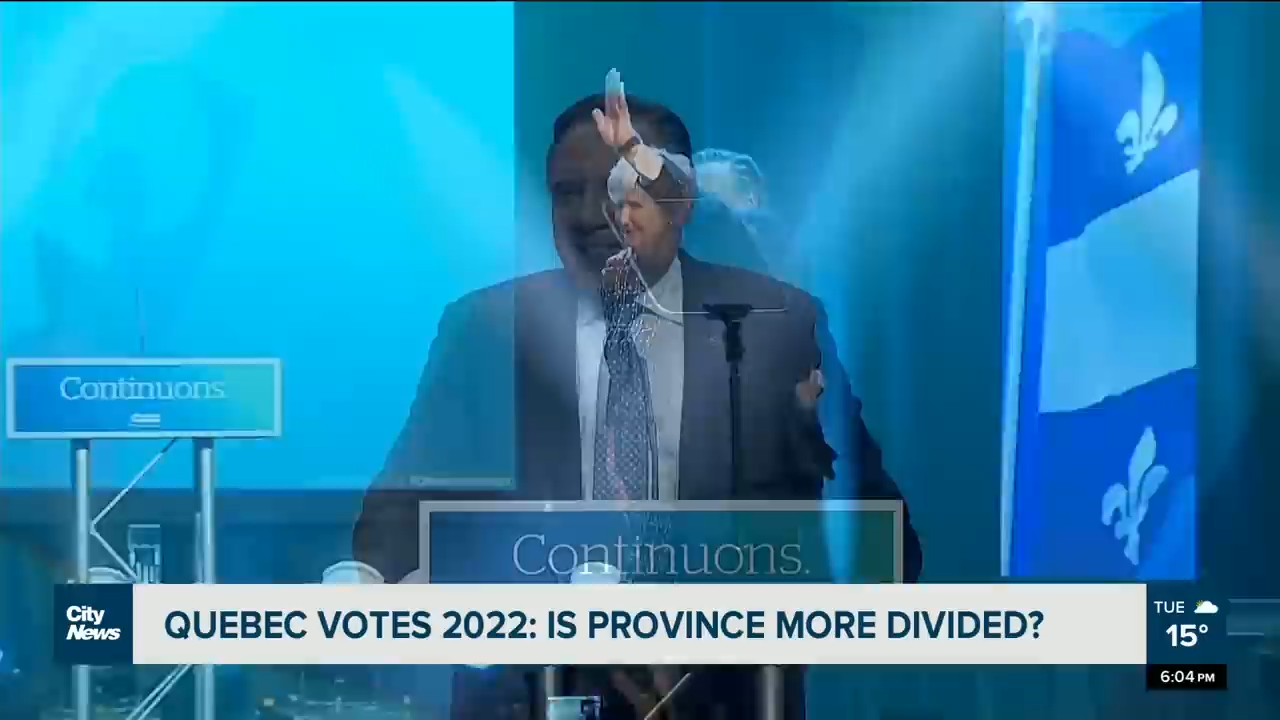 Continuons.
Continuons.
City
News
QUEBEC VOTES 2022: IS PROVINCE MORE DIVIDED?
TUE
15°
6:04 PM